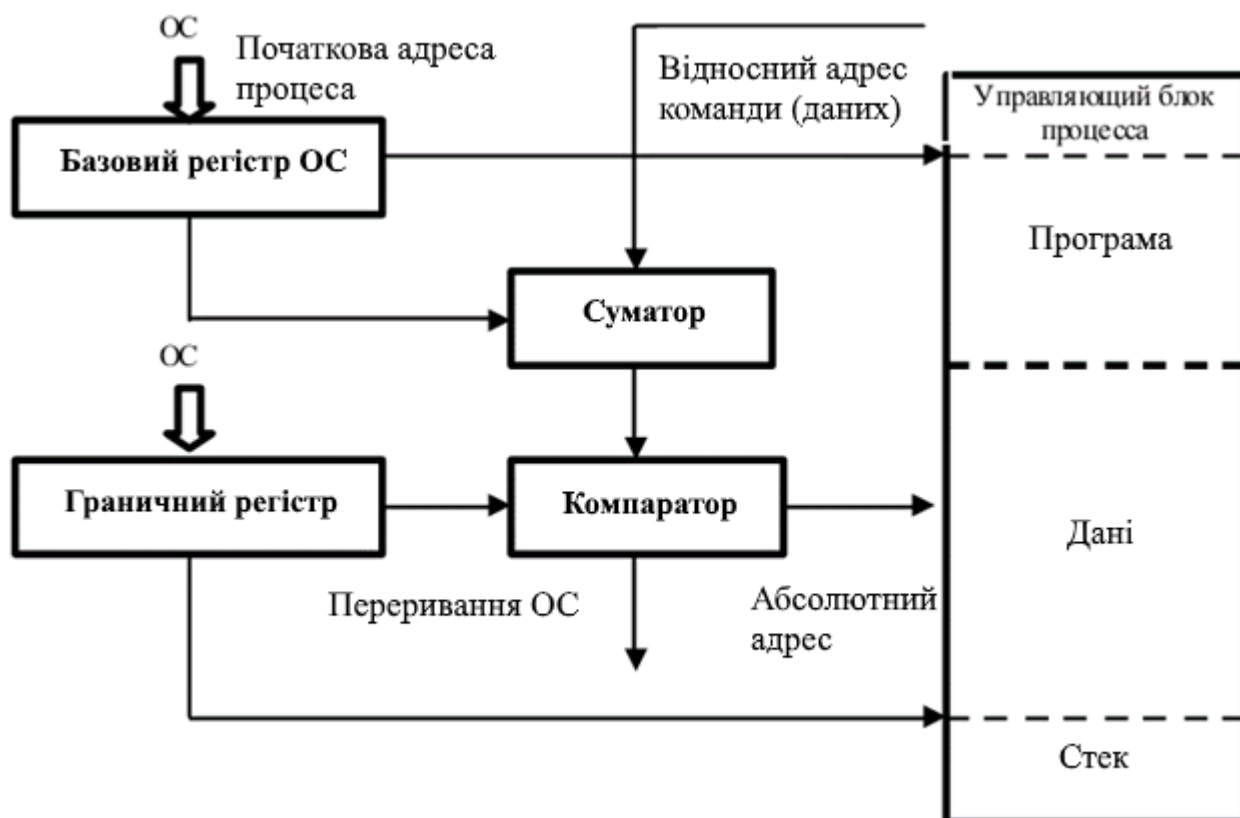 ОС
Початкова адреса
процеса
Відносний адрес
команди (даних)
Управляющий блок
процесса
Базовий регістр ОС
Програма
Суматор
ОС
Граничний регістр
Компаратор
Дані
Переривання ОС
Абсолютний
адрес
Стек